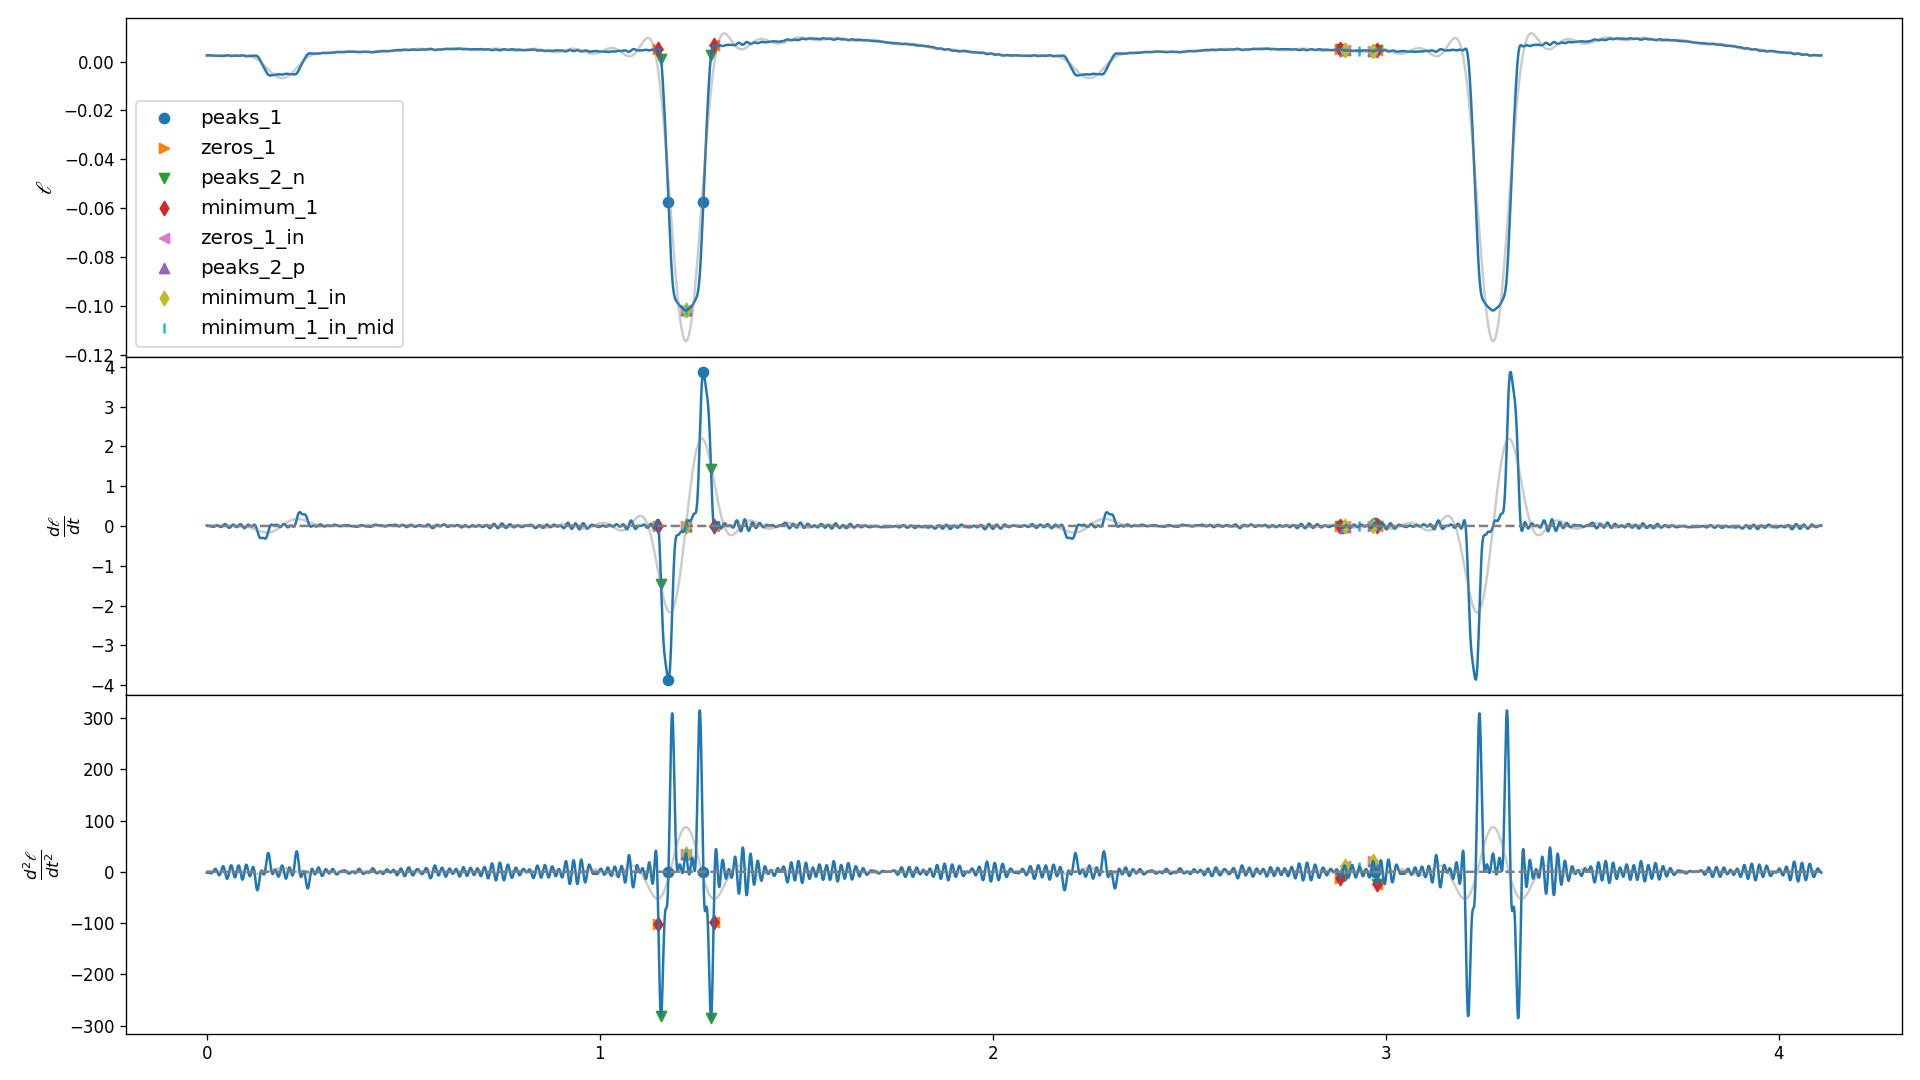 0.00
−0.02
−0.04
−0.06
−0.08
−0.10
−0.12
ℓ
peaks_1
zeros_1
peaks_2_n
minimum_1
zeros_1_in
peaks_2_p
minimum_1_in
minimum_1_in_mid
4
3
2
1
0
−1
−2
−3
−4
dℓ
dt
300
200
100
0
−100
−200
−300
d²ℓ
dt²
0 1 2 3 4